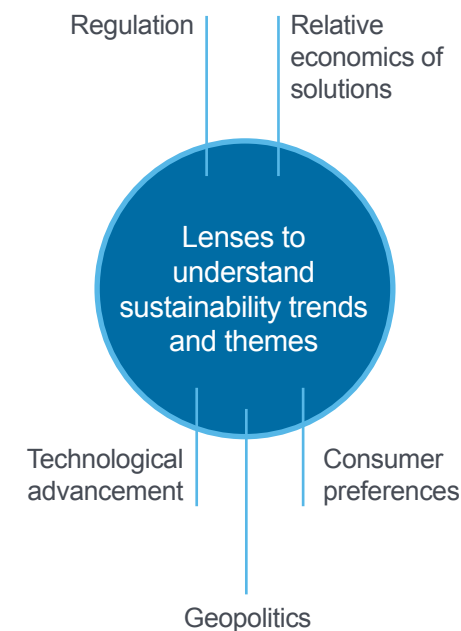 Regulation
Relative
economics of
solutions
Lenses to
understand
sustainability trends
and themes
Technological
advancement
Consumer
preferences
Geopolitics